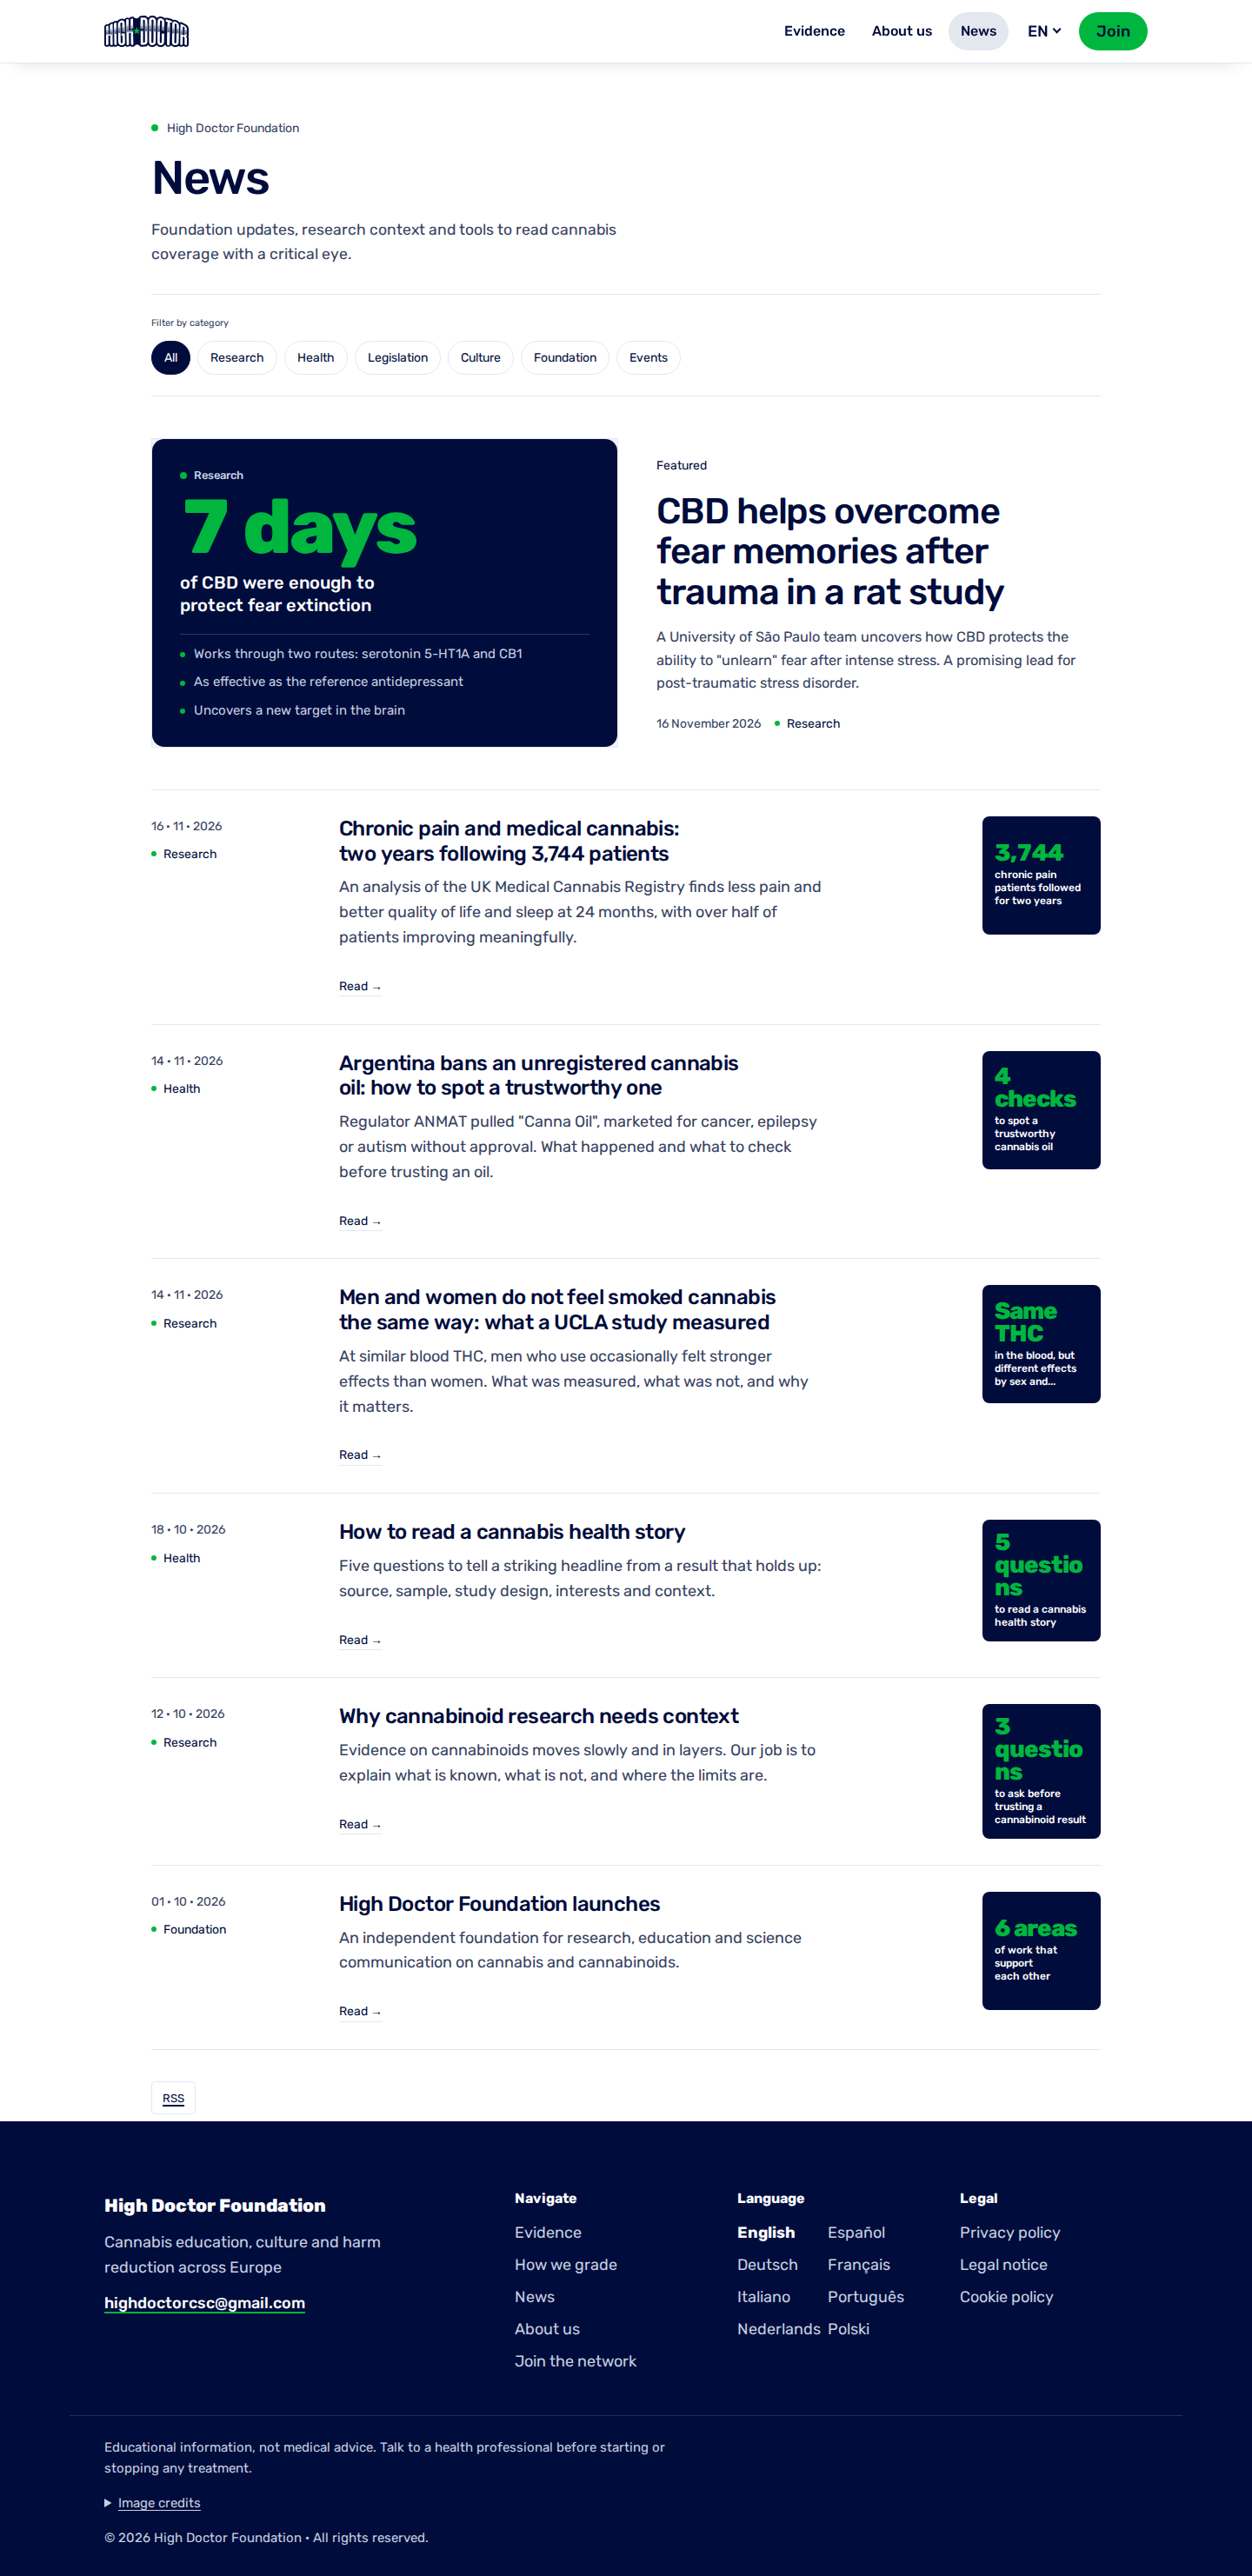 HIGH DOCTOR
Evidence
About us
News
EN
Join
High Doctor Foundation
News
Foundation updates, research context and tools to read cannabis
coverage with a critical eye.
Filter by category
All
Research
Health
Legislation
Culture
Foundation
Events
Research
7 days
of CBD were enough to
protect fear extinction
Works through two routes: serotonin 5-HT1A and CB1
As effective as the reference antidepressant
Uncovers a new target in the brain
Featured
CBD helps overcome
fear memories after
trauma in a rat study
A University of São Paulo team uncovers how CBD protects the
ability to "unlearn" fear after intense stress. A promising lead for
post-traumatic stress disorder.
16 November 2026
Research
16 • 11 • 2026
Research
Chronic pain and medical cannabis:
two years following 3,744 patients
An analysis of the UK Medical Cannabis Registry finds less pain and
better quality of life and sleep at 24 months, with over half of
patients improving meaningfully.
Read →
3,744
chronic pain
patients followed
for two years
14 • 11 • 2026
Health
Argentina bans an unregistered cannabis
oil: how to spot a trustworthy one
Regulator ANMAT pulled "Canna Oil", marketed for cancer, epilepsy
or autism without approval. What happened and what to check
before trusting an oil.
Read →
4
checks
to spot a
trustworthy
cannabis oil
14 • 11 • 2026
Research
Men and women do not feel smoked cannabis
the same way: what a UCLA study measured
At similar blood THC, men who use occasionally felt stronger
effects than women. What was measured, what was not, and why
it matters.
Read →
Same
THC
in the blood, but
different effects
by sex and...
18 • 10 • 2026
Health
How to read a cannabis health story
Five questions to tell a striking headline from a result that holds up:
source, sample, study design, interests and context.
Read →
5
questio
ns
to read a cannabis
health story
12 • 10 • 2026
Research
Why cannabinoid research needs context
Evidence on cannabinoids moves slowly and in layers. Our job is to
explain what is known, what is not, and where the limits are.
Read →
3
questio
ns
to ask before
trusting a
cannabinoid result
01 • 10 • 2026
Foundation
High Doctor Foundation launches
An independent foundation for research, education and science
communication on cannabis and cannabinoids.
Read →
6 areas
of work that
support
each other
RSS
High Doctor Foundation
Cannabis education, culture and harm
reduction across Europe
highdoctorcsc@gmail.com
Navigate
Evidence
How we grade
News
About us
Join the network
Language
English
Español
Deutsch
Français
Italiano
Português
Nederlands
Polski
Legal
Privacy policy
Legal notice
Cookie policy
Educational information, not medical advice. Talk to a health professional before starting or
stopping any treatment.
Image credits
© 2026 High Doctor Foundation • All rights reserved.